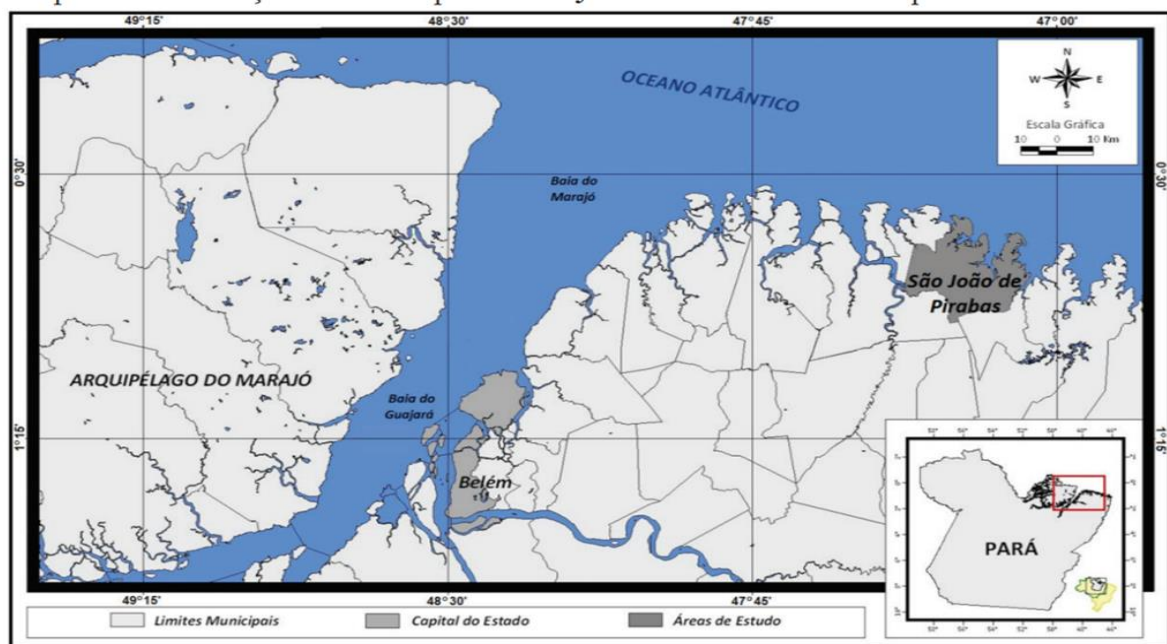 49°15'
48°30'
47°45'
47°00'
OCEANO ATLÂNTICO
N
W
E
S
Escala Gráfica
10 0 10 Km
0°30'
0°30'
Baia do
Marajó
São João de
Pirabas
ARQUIPÉLAGO DO MARAJÓ
Baia do
Guajará
1°15'
1°15'
Belém
PARÁ
49°15'
48°30'
47°45'
Limites Municipais
Capital do Estado
Áreas de Estudo